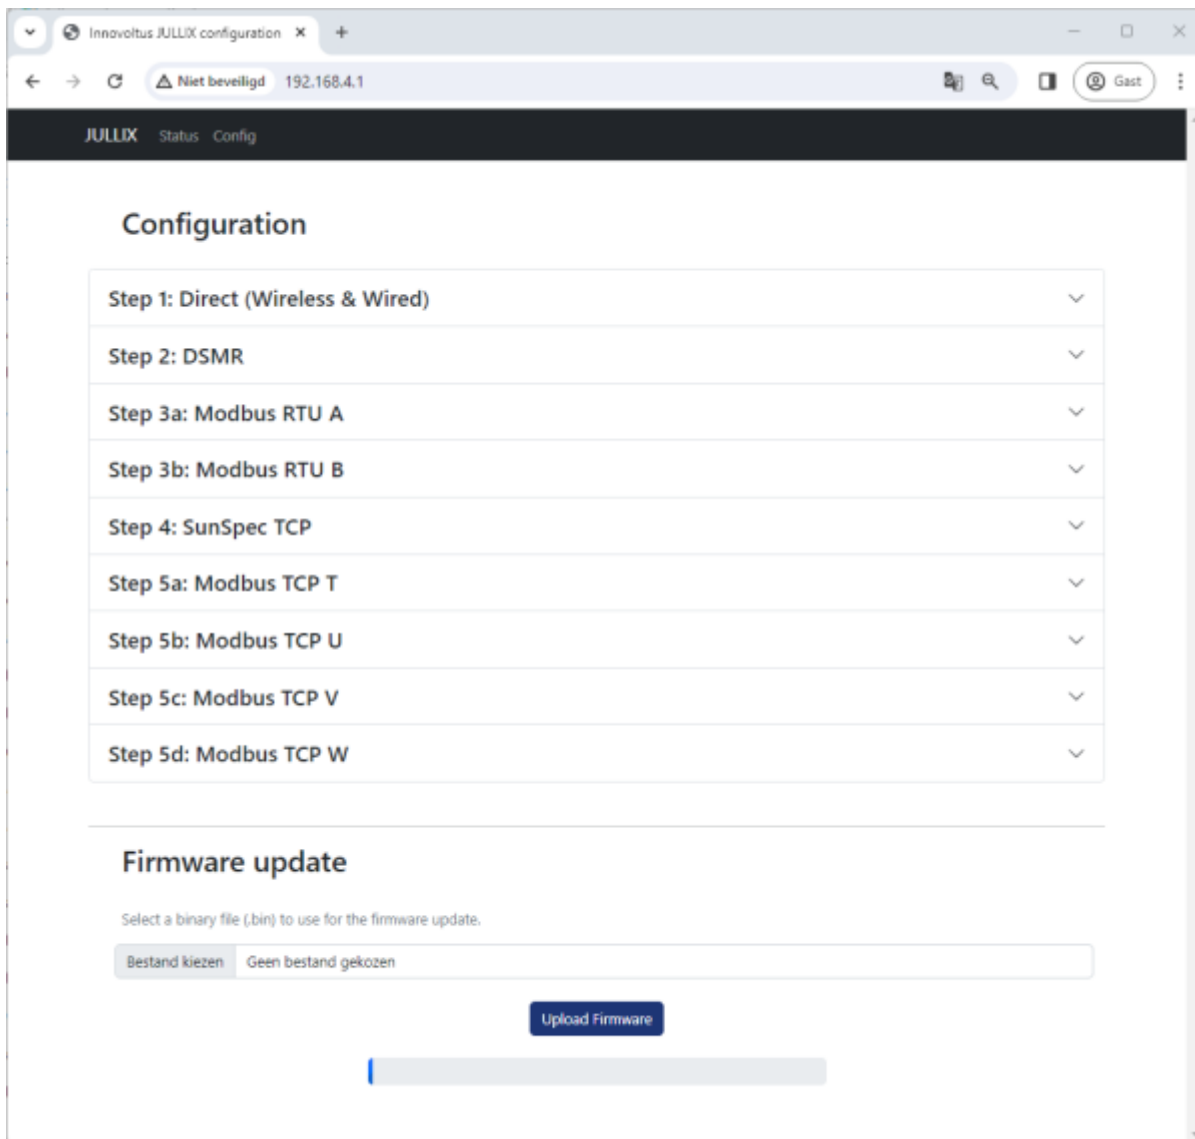 Innovoltus JULLIX configuration
Niet beveiligd 192.168.4.1
Gast
JULLIX Status Config
Configuration
Step 1: Direct (Wireless & Wired)
Step 2: DSMR
Step 3a: Modbus RTU A
Step 3b: Modbus RTU B
Step 4: SunSpec TCP
Step 5a: Modbus TCP T
Step 5b: Modbus TCP U
Step 5c: Modbus TCP V
Step 5d: Modbus TCP W
Firmware update
Select a binary file (.bin) to use for the firmware update.
Bestand kiezen Geen bestand gekozen
Upload Firmware